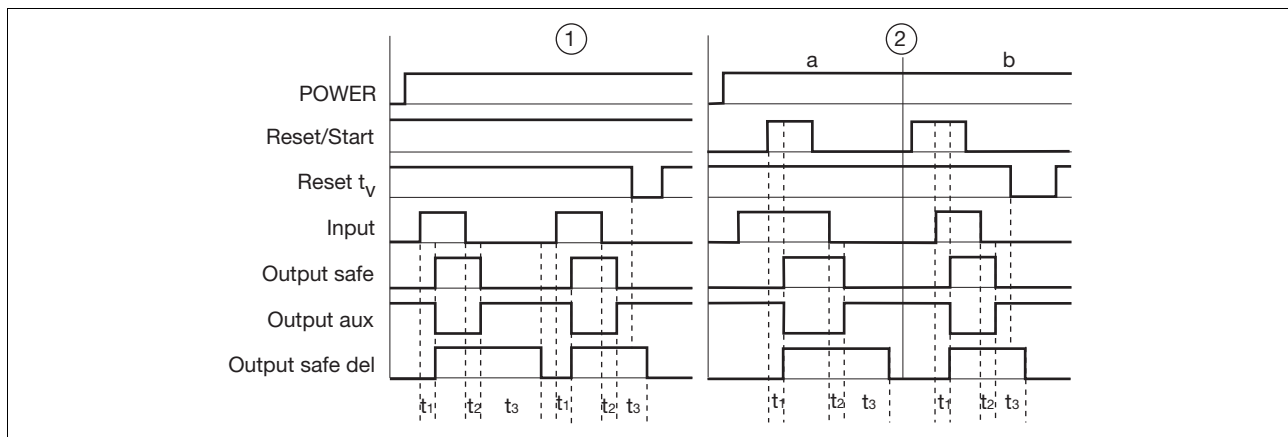 ① ②
a b
POWER
Reset/Start
Reset tᵥ
Input
Output safe
Output aux
Output safe del
t₁ t₂ t₃ t₁ t₂ t₃ t₁ t₂ t₃ t₁ t₂ t₃